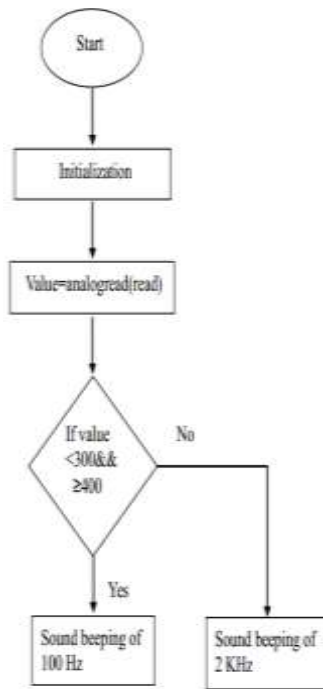 Start
Initialization
Value=analogread(read)
If value
<300&&
≥400
No
Yes
Sound beeping of
100 Hz
Sound beeping of
2 KHz